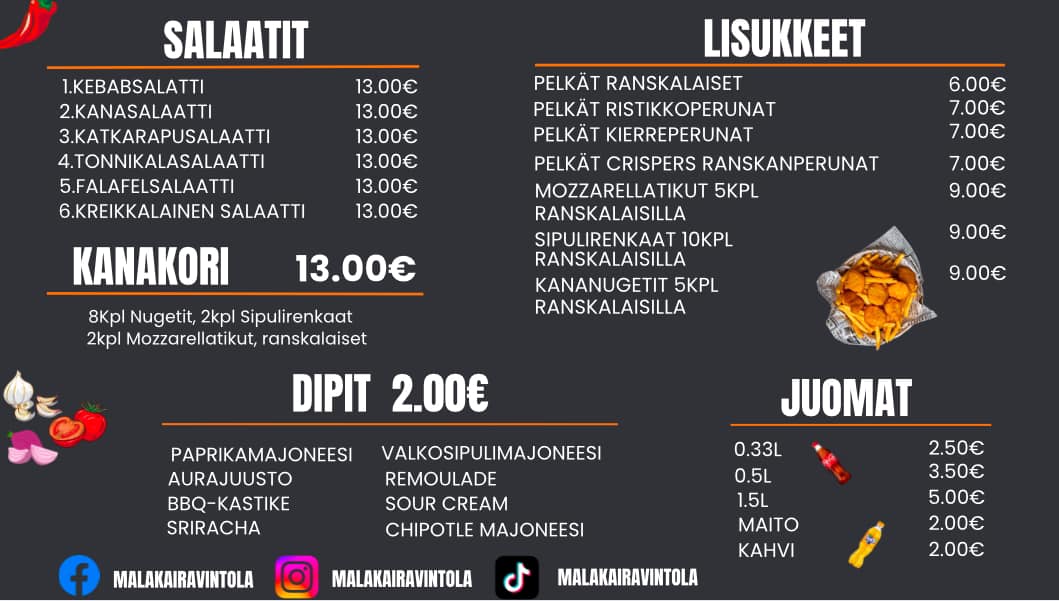 SALAATIT
1.KEBABSALATTI 13.00€
2.KANASALAATTI 13.00€
3.KATKARAPUSALAATTI 13.00€
4.TONNIKALASALAATTI 13.00€
5.FALAFELSALAATTI 13.00€
6.KREIKKALAINEN SALAATTI 13.00€
KANAKORI 13.00€
8Kpl Nugetit, 2kpl Sipulirenkaat
2kpl Mozzarellatikut, ranskalaiset
LISUKKEET
PELKÄT RANSKALAISET 6.00€
PELKÄT RISTIKKOPERUNAT 7.00€
PELKÄT KIERREPERUNAT 7.00€
PELKÄT CRISPERS RANSKANPERUNAT 7.00€
MOZZARELLATIKUT 5KPL 9.00€
RANSKALAISILLA
SIPULIRENKAAT 10KPL 9.00€
RANSKALAISILLA
KANANUGETIT 5KPL 9.00€
RANSKALAISILLA
DIPIT 2.00€
PAPRIKAMAJONEESI VALKOSIPULIMAJONEESI
AURAJUUSTO REMOULADE
BBQ-KASTIKE SOUR CREAM
SRIRACHA CHIPOTLE MAJONEESI
JUOMAT
0.33L 2.50€
0.5L 3.50€
1.5L 5.00€
MAITO 2.00€
KAHVI 2.00€
MALAKAIRAVINTOLA MALAKAIRAVINTOLA MALAKAIRAVINTOLA